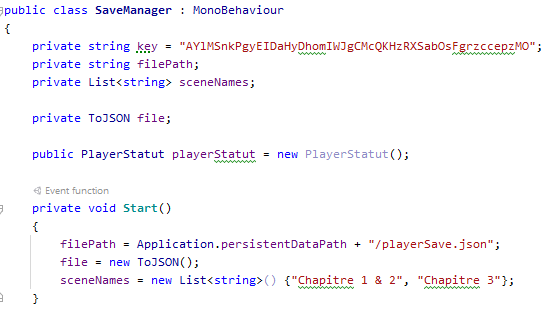 public class SaveManager : MonoBehaviour
{
private string key = "AYlMSnkPgyEIDaHyDhomIWJgCMcQKHzRXSabOsFgrzccepzMO";
private string filePath;
private List<string> sceneNames;
private ToJSON file;
public PlayerStatut playerStatut = new PlayerStatut();
Event function
private void Start()
{
filePath = Application.persistentDataPath + "/playerSave.json";
file = new ToJSON();
sceneNames = new List<string>() {"Chapitre 1 & 2", "Chapitre 3"};
}